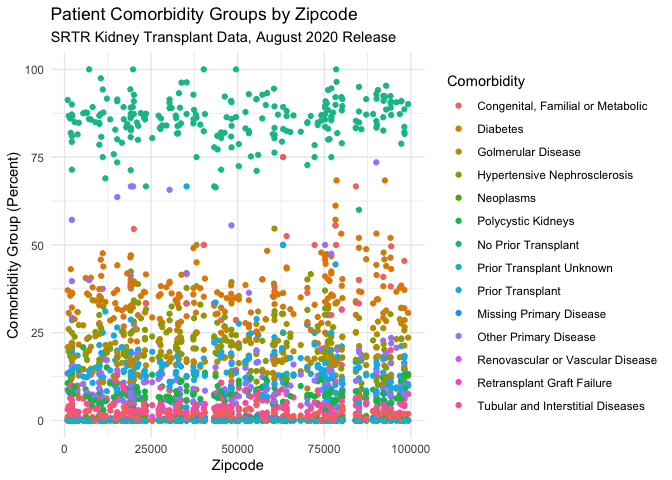 Patient Comorbidity Groups by Zipcode
SRTR Kidney Transplant Data, August 2020 Release
Comorbidity Group (Percent)
100
75
50
25
0
0
25000
50000
75000
100000
Zipcode
Comorbidity
Congenital, Familial or Metabolic
Diabetes
Golmerular Disease
Hypertensive Nephrosclerosis
Neoplasms
Polycystic Kidneys
No Prior Transplant
Prior Transplant Unknown
Prior Transplant
Missing Primary Disease
Other Primary Disease
Renovascular or Vascular Disease
Retransplant Graft Failure
Tubular and Interstitial Diseases